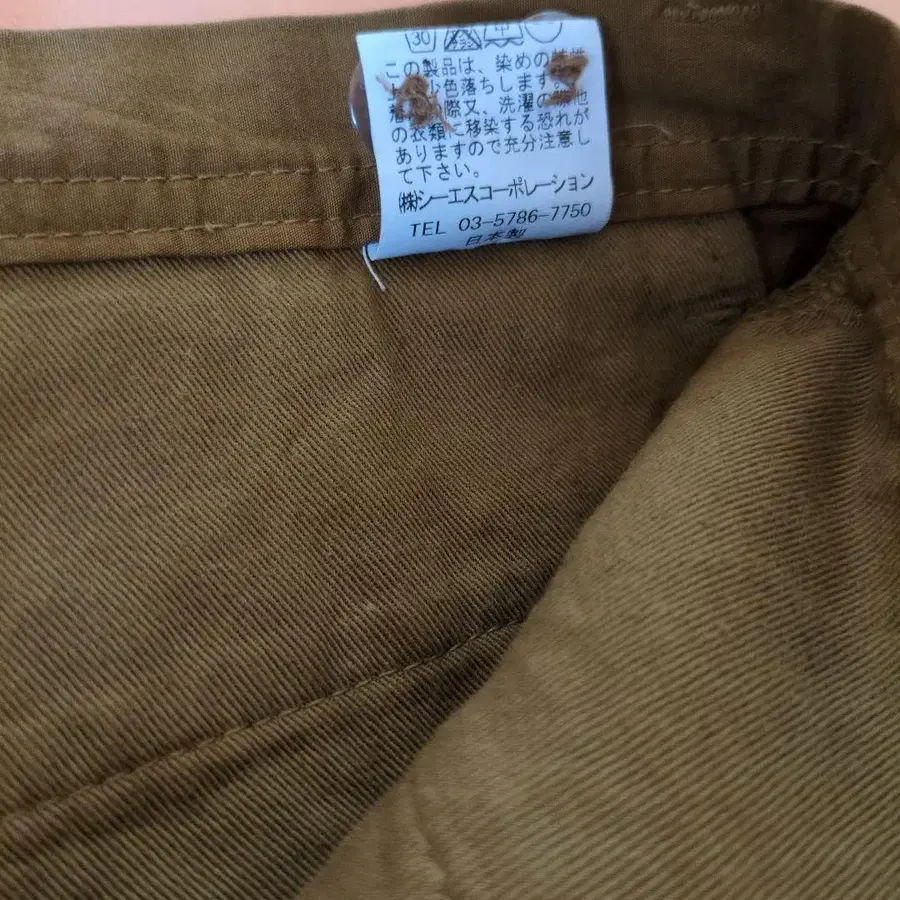 30 中
この製品は、染めの特性
上多少色落ちします。
着用の際又、洗濯の際他
の衣類に移染する恐れが
ありますので充分注意し
て下さい。
㈱シーエスコーポレーション
TEL 03-5786-7750
日本製